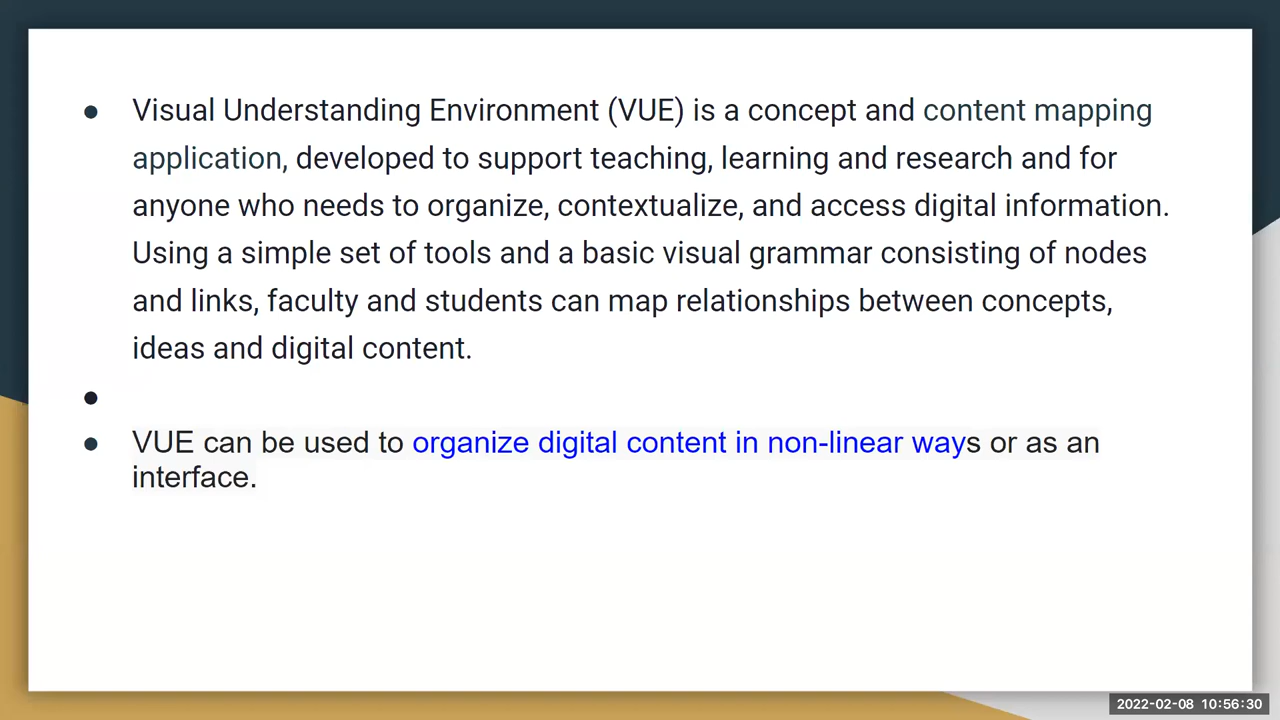 ● Visual Understanding Environment (VUE) is a concept and content mapping
application, developed to support teaching, learning and research and for
anyone who needs to organize, contextualize, and access digital information.
Using a simple set of tools and a basic visual grammar consisting of nodes
and links, faculty and students can map relationships between concepts,
ideas and digital content.
●
● VUE can be used to organize digital content in non-linear ways or as an
interface.
2022-02-08 10:56:30